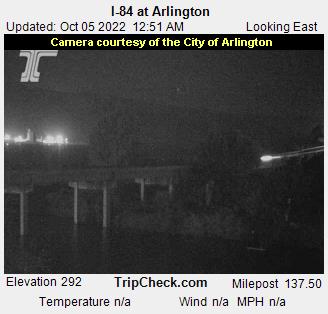 I-84 at Arlington
Updated: Oct 05 2022 12:51 AM Looking East
Camera courtesy of the City of Arlington
Elevation 292 TripCheck.com Milepost 137.50
Temperature n/a Wind n/a MPH n/a